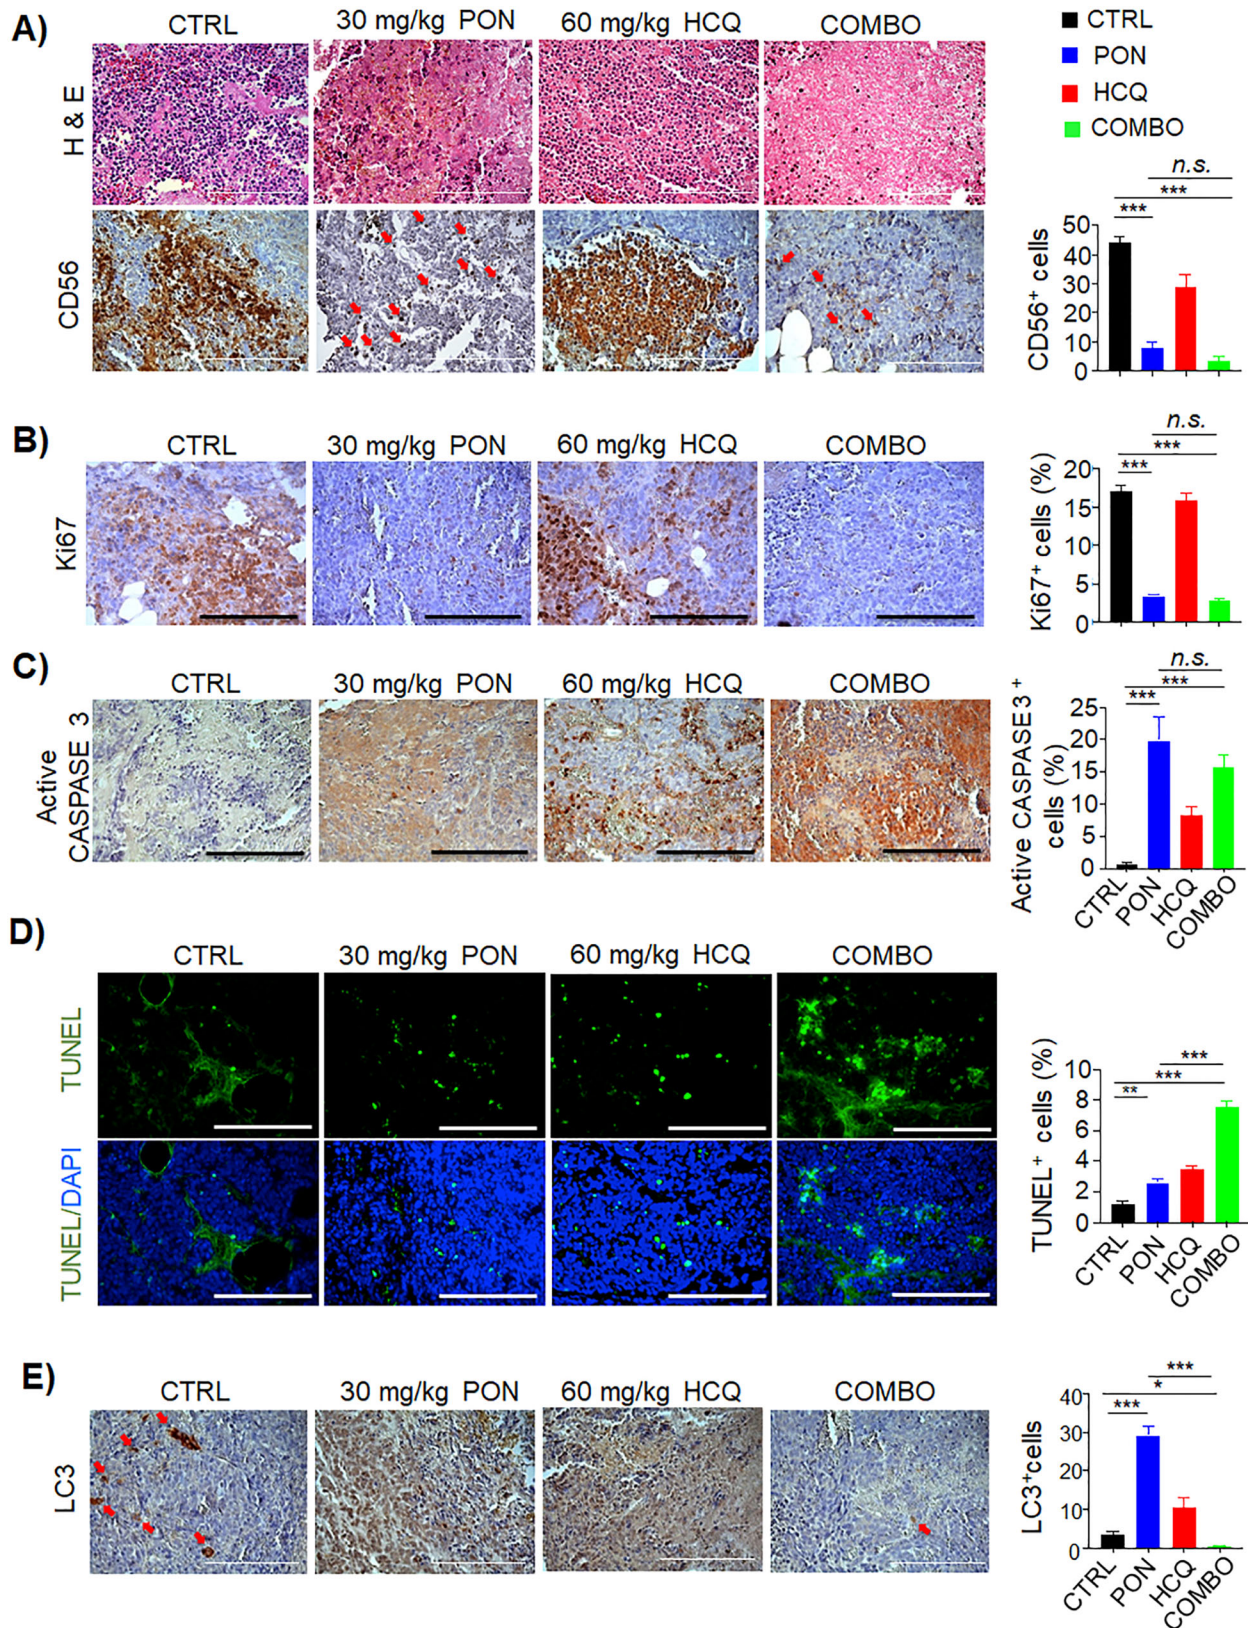 A)
CTRL
30 mg/kg PON
60 mg/kg HCQ
COMBO
H & E
CD56
CTRL
PON
HCQ
COMBO
n.s.
***
***
CD56+ cells
50
40
30
20
10
0
B)
CTRL
30 mg/kg PON
60 mg/kg HCQ
COMBO
Ki67
n.s.
***
***
Ki67+ cells (%)
20
15
10
5
0
C)
CTRL
30 mg/kg PON
60 mg/kg HCQ
COMBO
Active
CASPASE 3
n.s.
***
***
Active CASPASE3+
cells (%)
25
20
15
10
5
0
CTRL
PON
HCQ
COMBO
D)
CTRL
30 mg/kg PON
60 mg/kg HCQ
COMBO
TUNEL
TUNEL/DAPI
***
***
**
TUNEL+ cells (%)
10
8
6
4
2
0
CTRL
PON
HCQ
COMBO
E)
CTRL
30 mg/kg PON
60 mg/kg HCQ
COMBO
LC3
***
*
***
LC3+cells
40
30
20
10
0
CTRL
PON
HCQ
COMBO